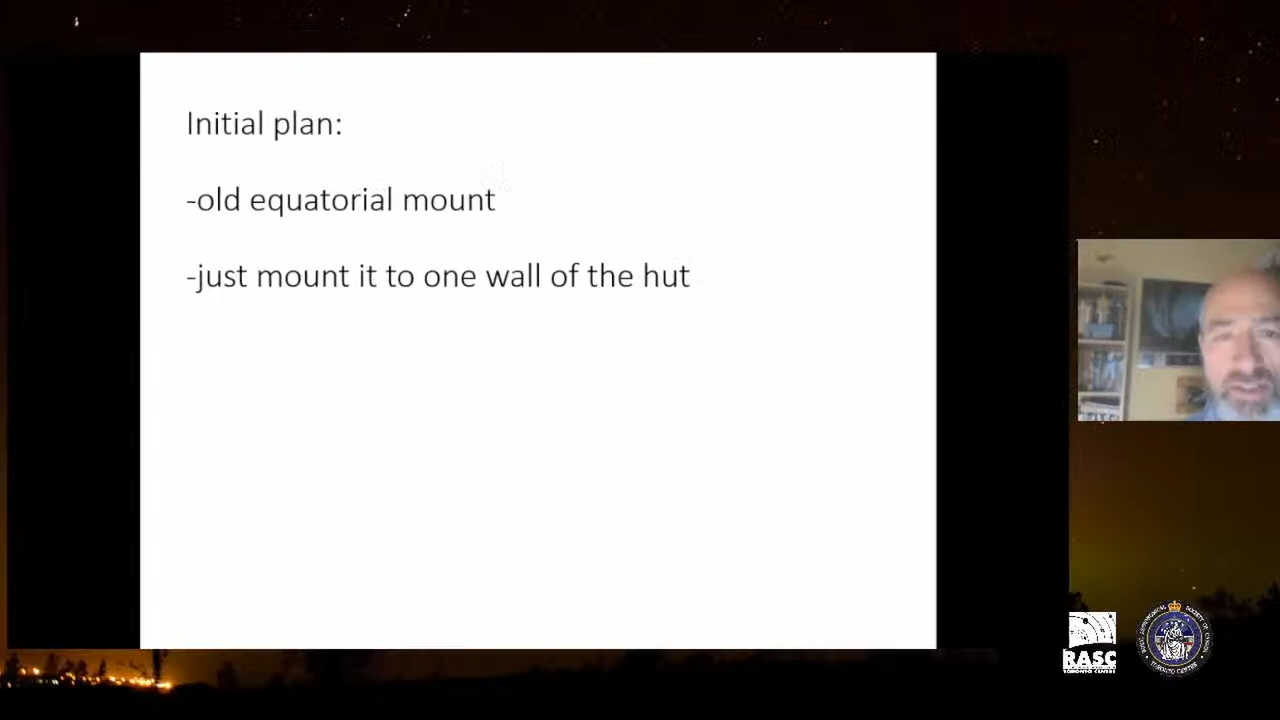 Initial plan:
-old equatorial mount
-just mount it to one wall of the hut
RASC
TORONTO CENTRE